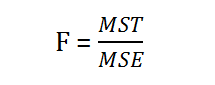 F = MST / MSE